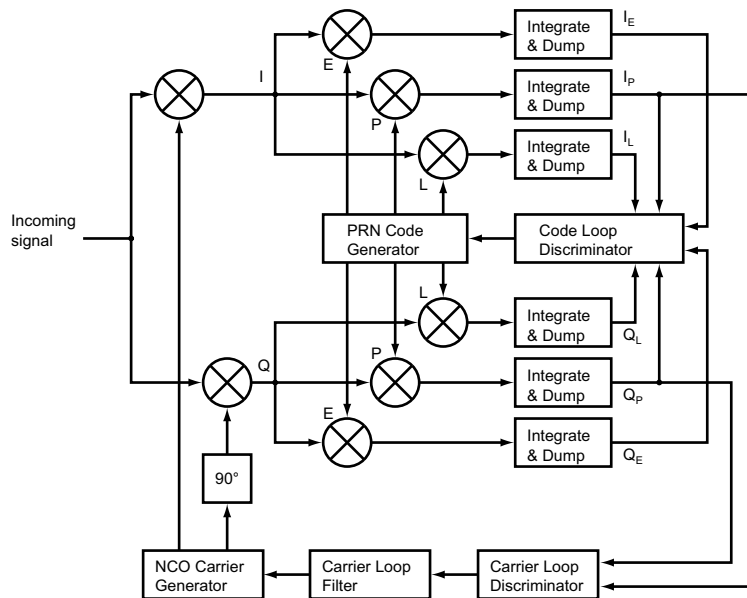 Integrate
& Dump
I_E
E
I
Integrate
& Dump
I_P
P
Integrate
& Dump
I_L
L
Incoming
signal
PRN Code
Generator
Code Loop
Discriminator
L
Integrate
& Dump
Q_L
P
Q
Integrate
& Dump
Q_P
E
Integrate
& Dump
Q_E
90°
NCO Carrier
Generator
Carrier Loop
Filter
Carrier Loop
Discriminator